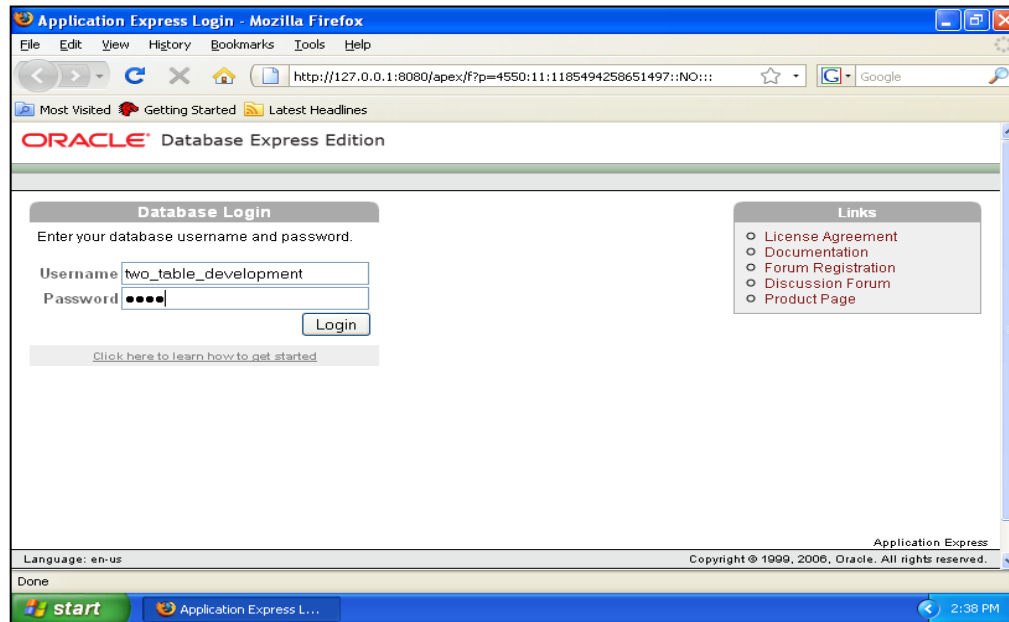 Application Express Login - Mozilla Firefox
File Edit View History Bookmarks Tools Help
http://127.0.0.1:8080/apex/f?p=4550:11:1185494258651497::NO:::
G Google
Most Visited Getting Started Latest Headlines
ORACLE Database Express Edition
Database Login
Enter your database username and password.
Username two_table_development
Password ••••
Login
Click here to learn how to get started
Links
License Agreement
Documentation
Forum Registration
Discussion Forum
Product Page
Application Express
Language: en-us
Copyright © 1999, 2006, Oracle. All rights reserved.
Done
start
Application Express L...
2:38 PM